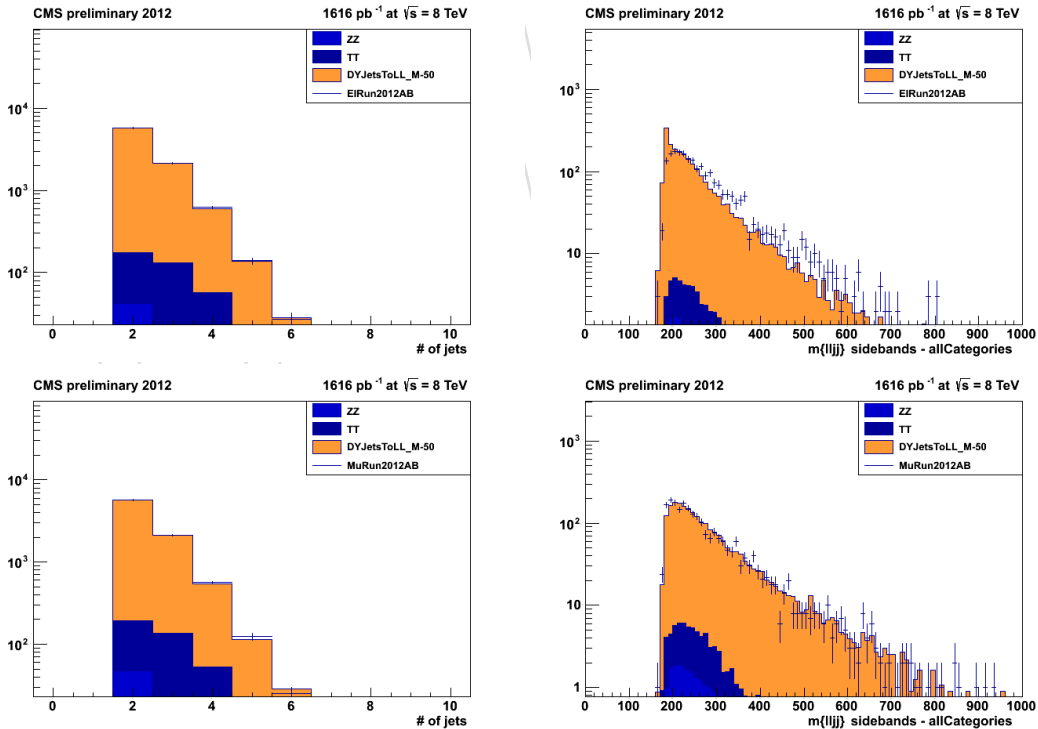 CMS preliminary 2012
1616 pb⁻¹ at √s = 8 TeV
ZZ
TT
DYJetsToLL_M-50
ElRun2012AB
10⁴
10³
10²
0 2 4 6 8 10
# of jets
CMS preliminary 2012
1616 pb⁻¹ at √s = 8 TeV
ZZ
TT
DYJetsToLL_M-50
ElRun2012AB
10³
10²
10
0 100 200 300 400 500 600 700 800 900 1000
m{lljj} sidebands - allCategories
CMS preliminary 2012
1616 pb⁻¹ at √s = 8 TeV
ZZ
TT
DYJetsToLL_M-50
MuRun2012AB
10⁴
10³
10²
0 2 4 6 8 10
# of jets
CMS preliminary 2012
1616 pb⁻¹ at √s = 8 TeV
ZZ
TT
DYJetsToLL_M-50
MuRun2012AB
10³
10²
10
1
0 100 200 300 400 500 600 700 800 900 1000
m{lljj} sidebands - allCategories